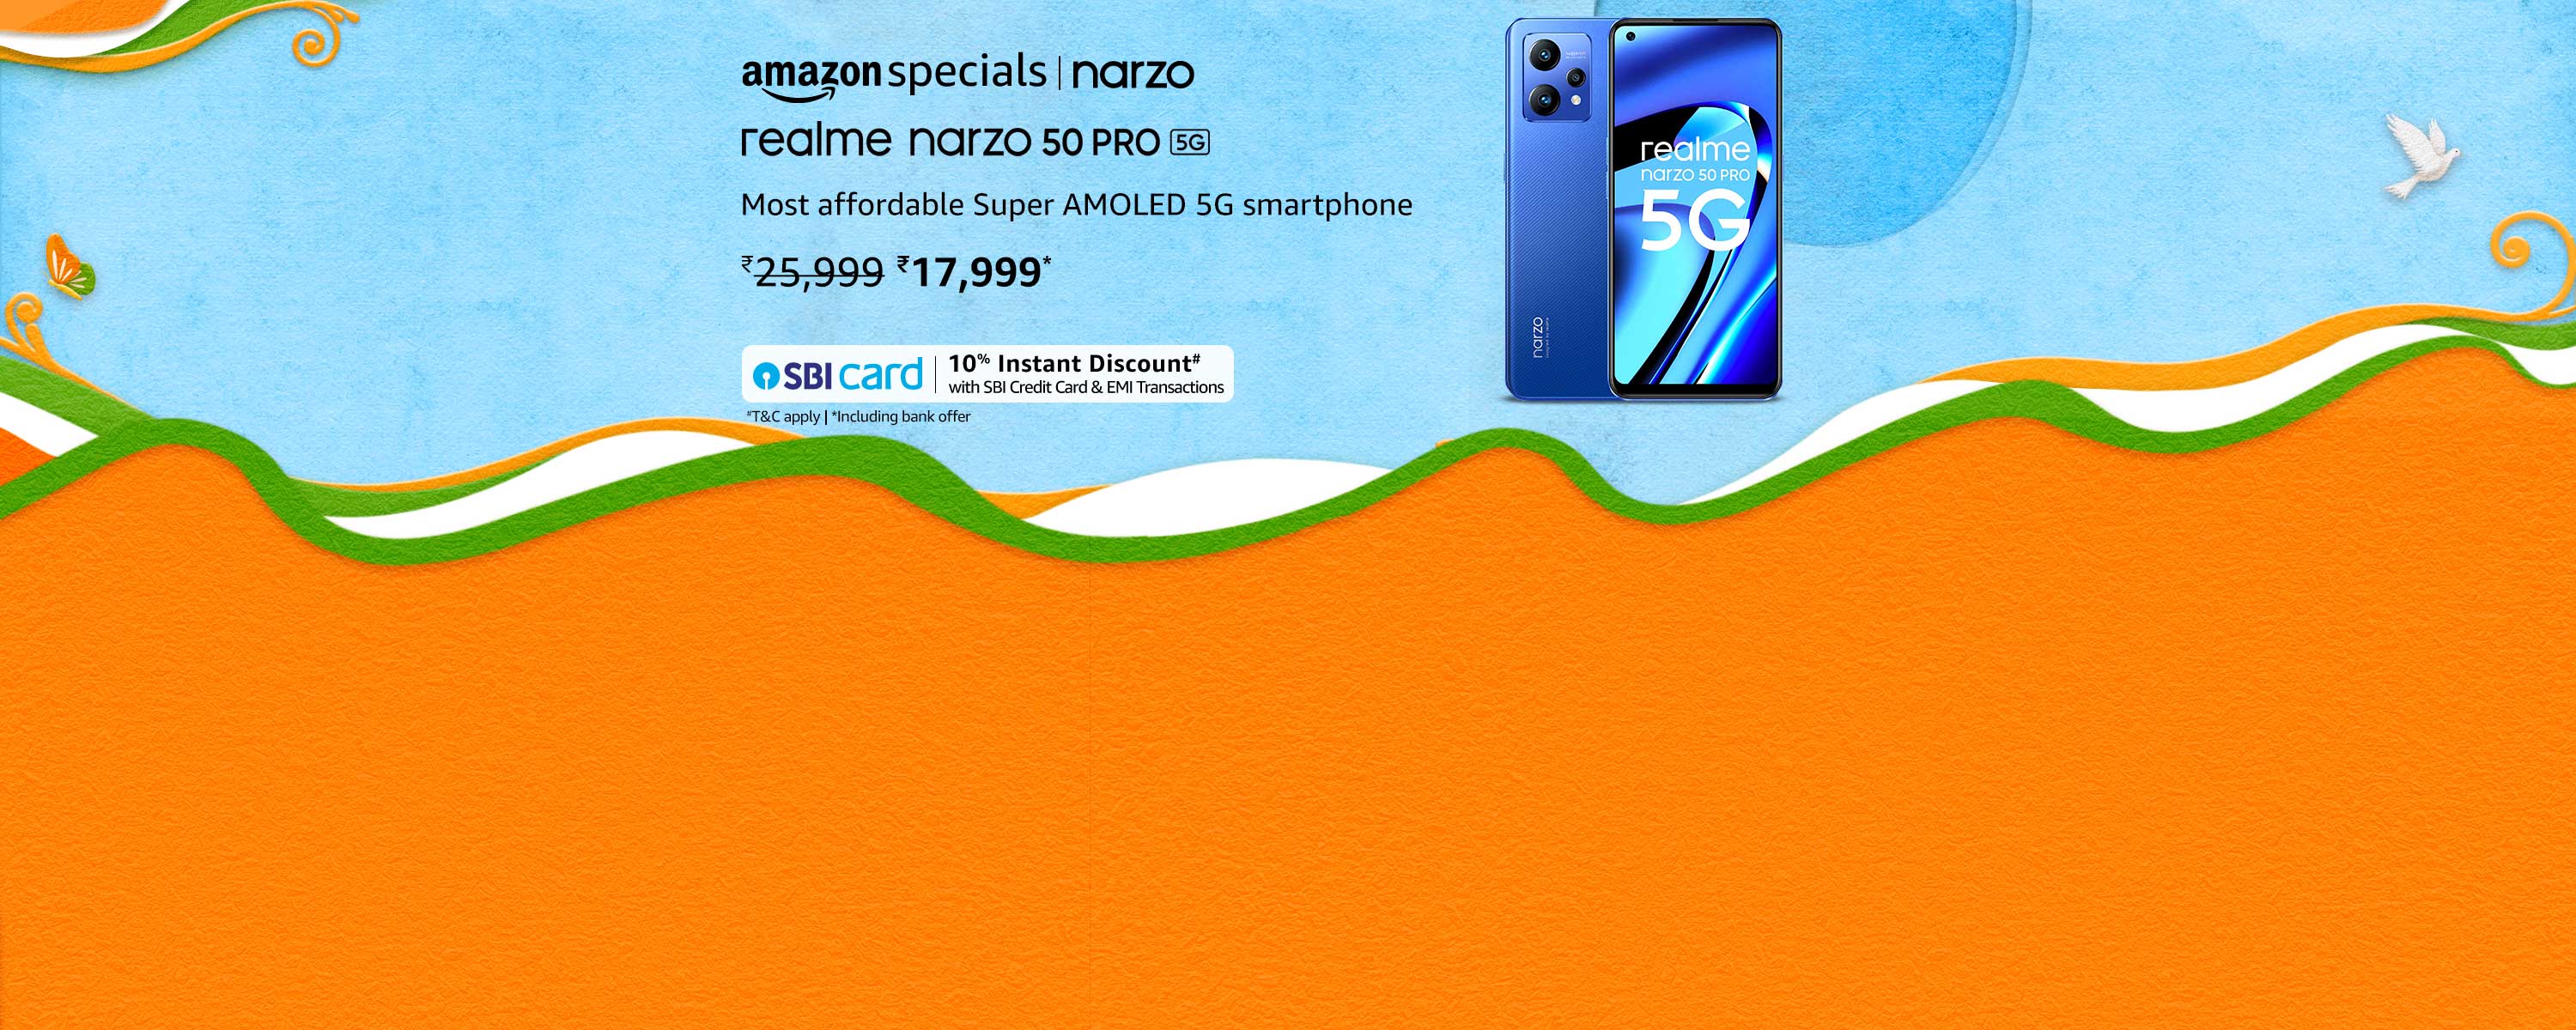 amazon specials | narzo
realme narzo 50 PRO 5G
Most affordable Super AMOLED 5G smartphone
₹25,999 ₹17,999*
SBI card | 10% Instant Discount#
with SBI Credit Card & EMI Transactions
#T&C apply | *Including bank offer
realme
narzo 50 PRO
5G
narzo